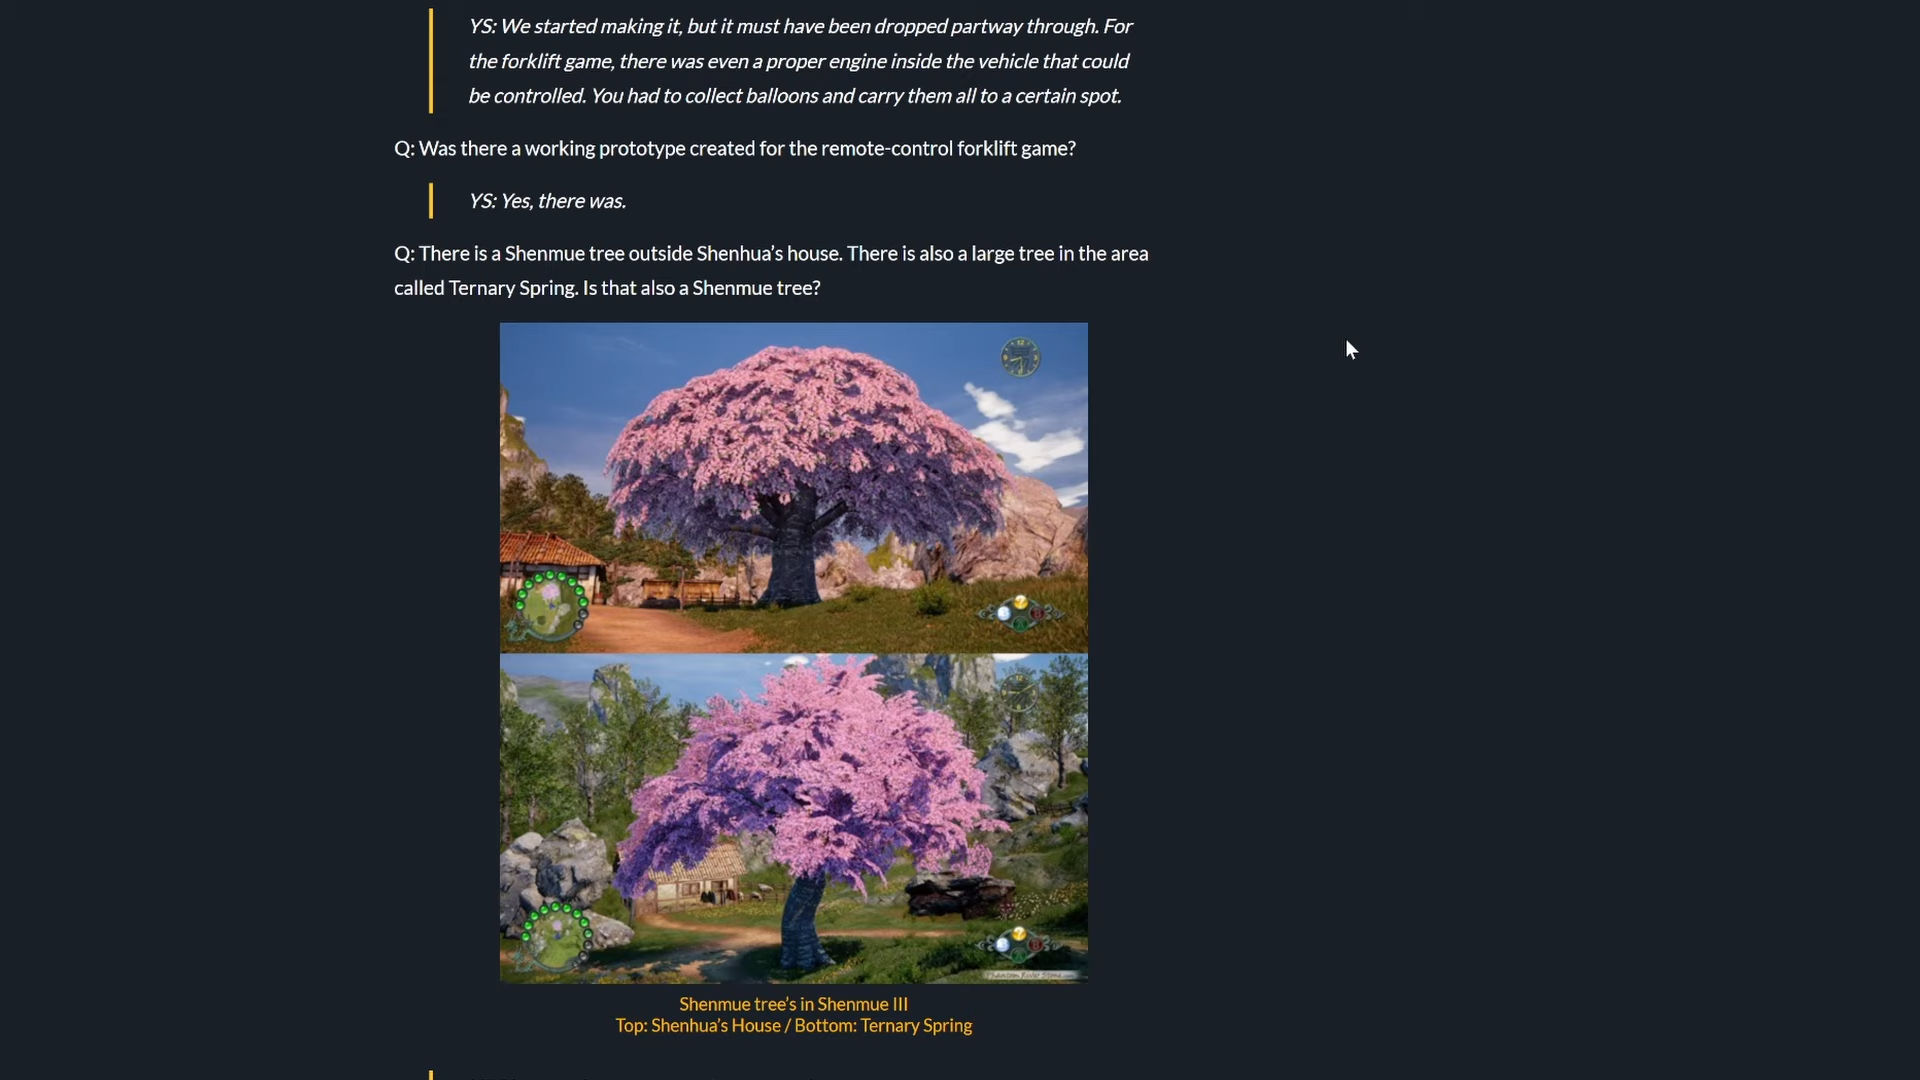 YS: We started making it, but it must have been dropped partway through. For
the forklift game, there was even a proper engine inside the vehicle that could
be controlled. You had to collect balloons and carry them all to a certain spot.
Q: Was there a working prototype created for the remote-control forklift game?
YS: Yes, there was.
Q: There is a Shenmue tree outside Shenhua’s house. There is also a large tree in the area
called Ternary Spring. Is that also a Shenmue tree?
Phantom River Stone
Shenmue tree’s in Shenmue III
Top: Shenhua’s House / Bottom: Ternary Spring